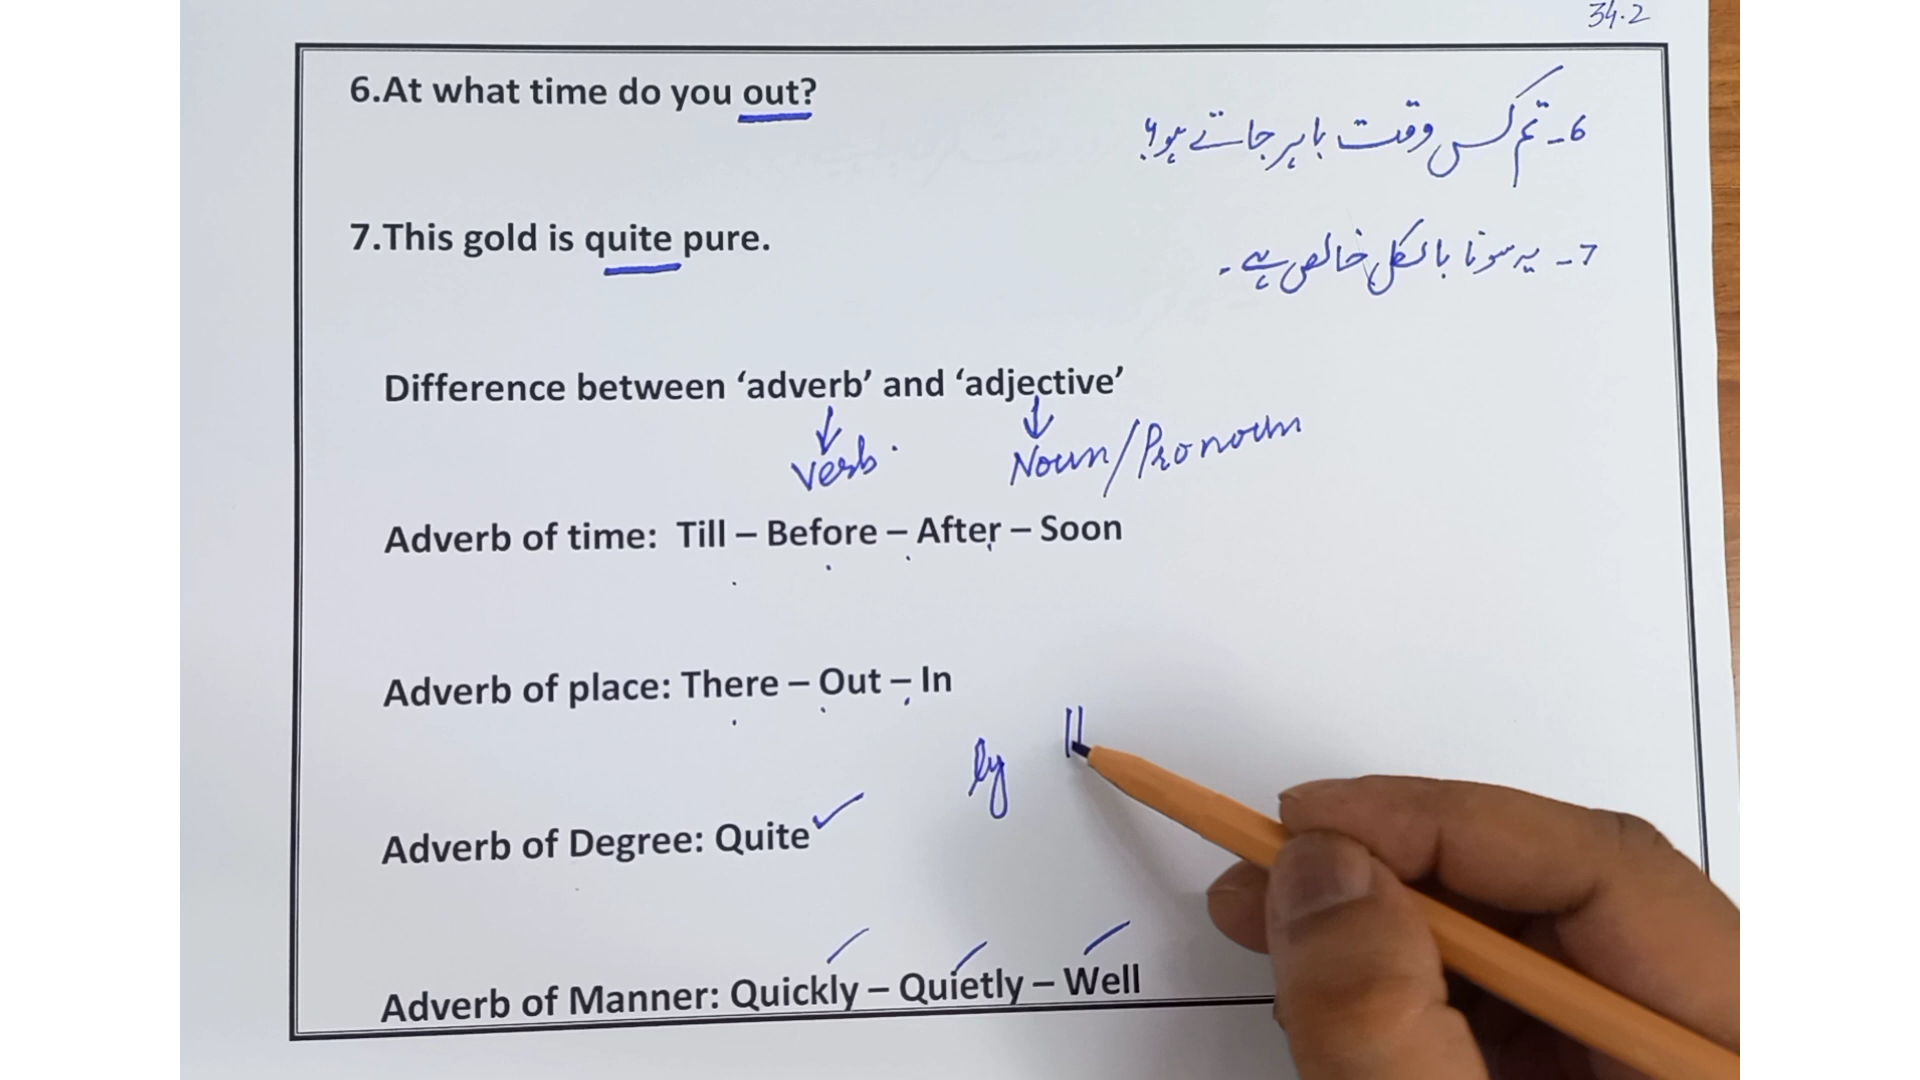 34.2
6.At what time do you out?
6۔ تم کس وقت باہر جاتے ہو؟
7.This gold is quite pure.
7۔ یہ سونا بالکل خالص ہے۔
Difference between ‘adverb’ and ‘adjective’
Verb Noun/Pronoun
Adverb of time: Till – Before – After – Soon
Adverb of place: There – Out – In
ly
Adverb of Degree: Quite
Adverb of Manner: Quickly – Quietly – Well